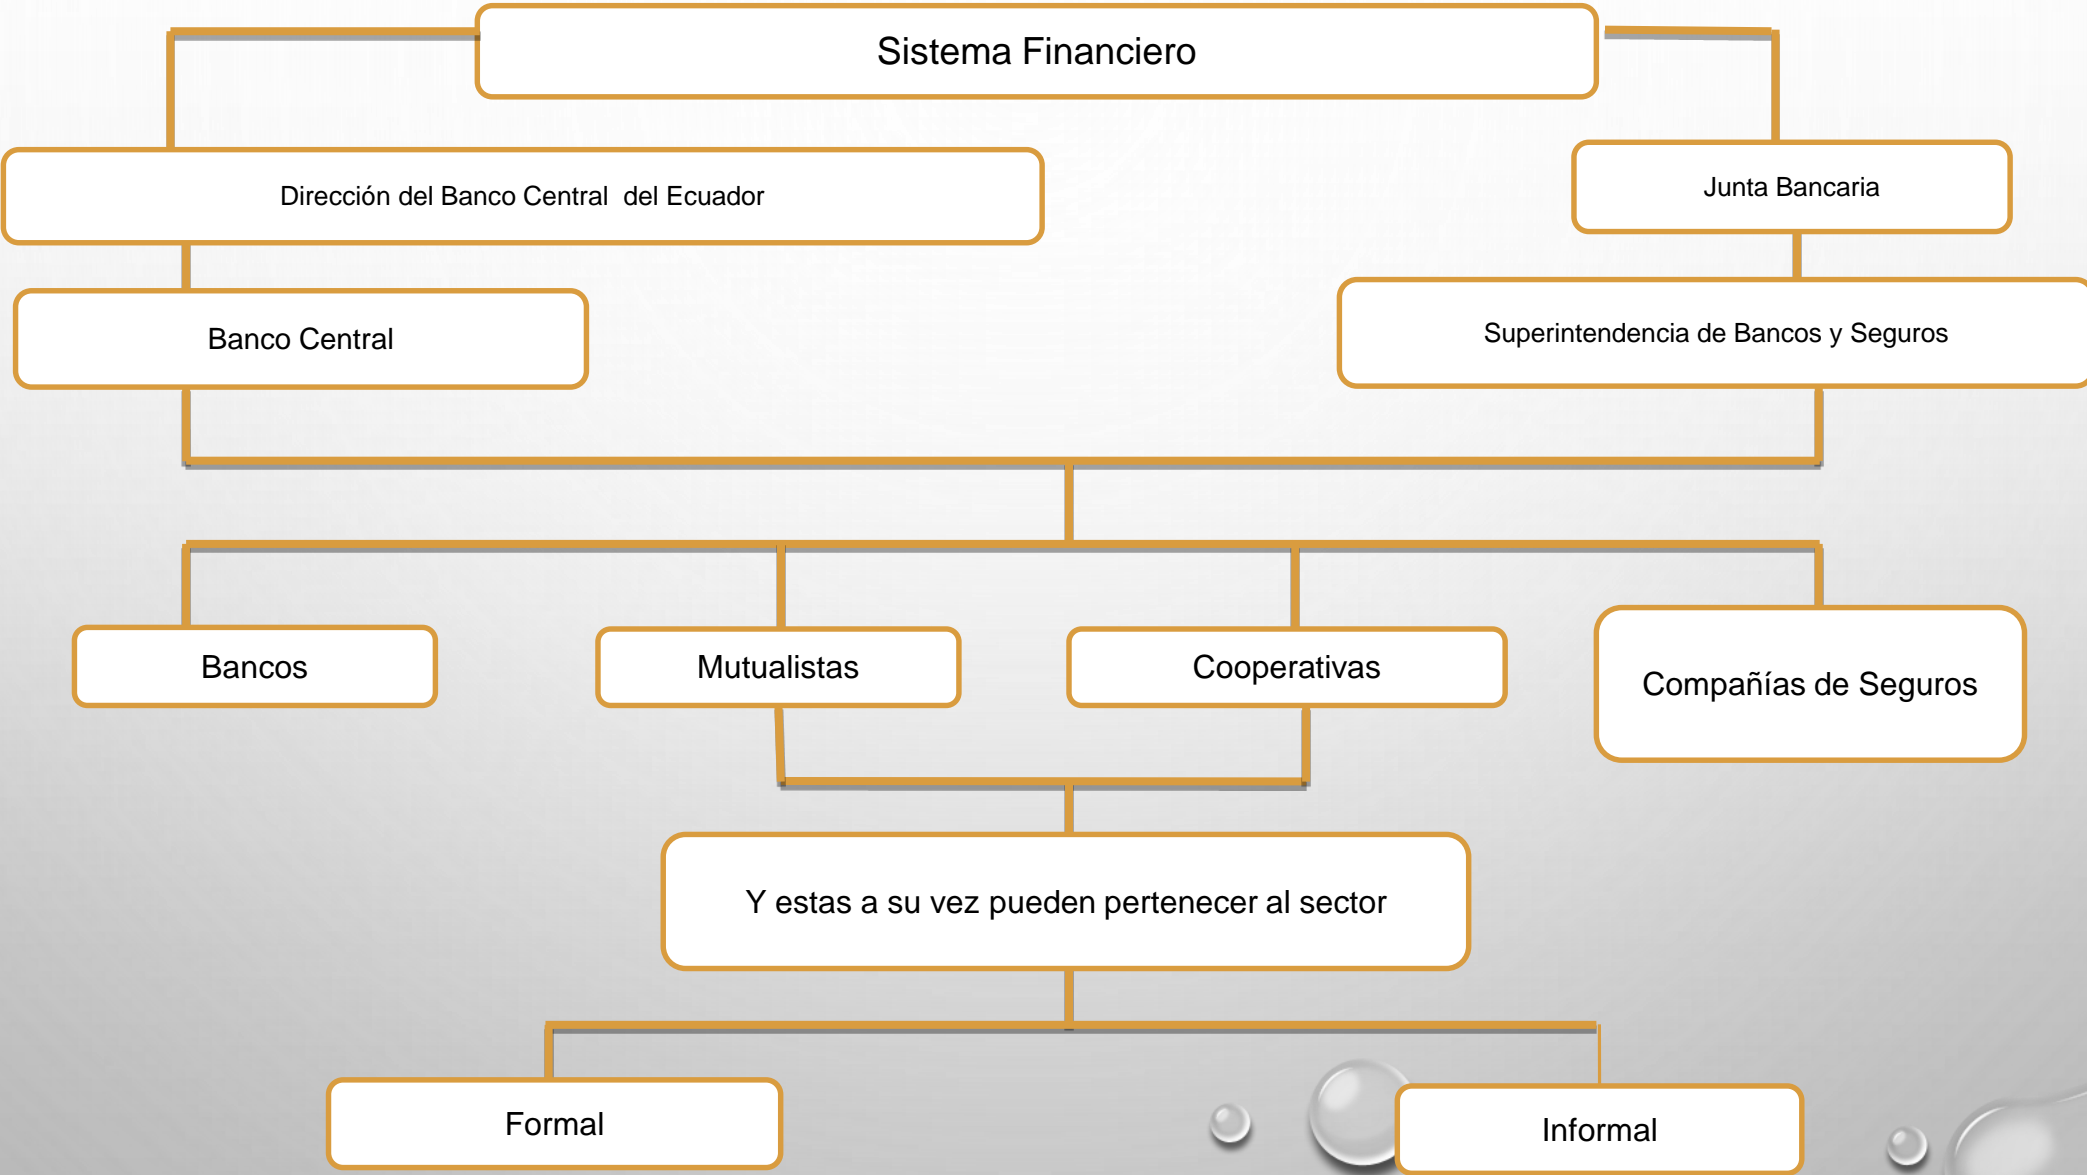 Sistema Financiero
Dirección del Banco Central  del Ecuador
Junta Bancaria
Banco Central
Superintendencia de Bancos y Seguros
Bancos
Mutualistas
Cooperativas
Compañías de Seguros
Y estas a su vez pueden pertenecer al sector
Formal
Informal